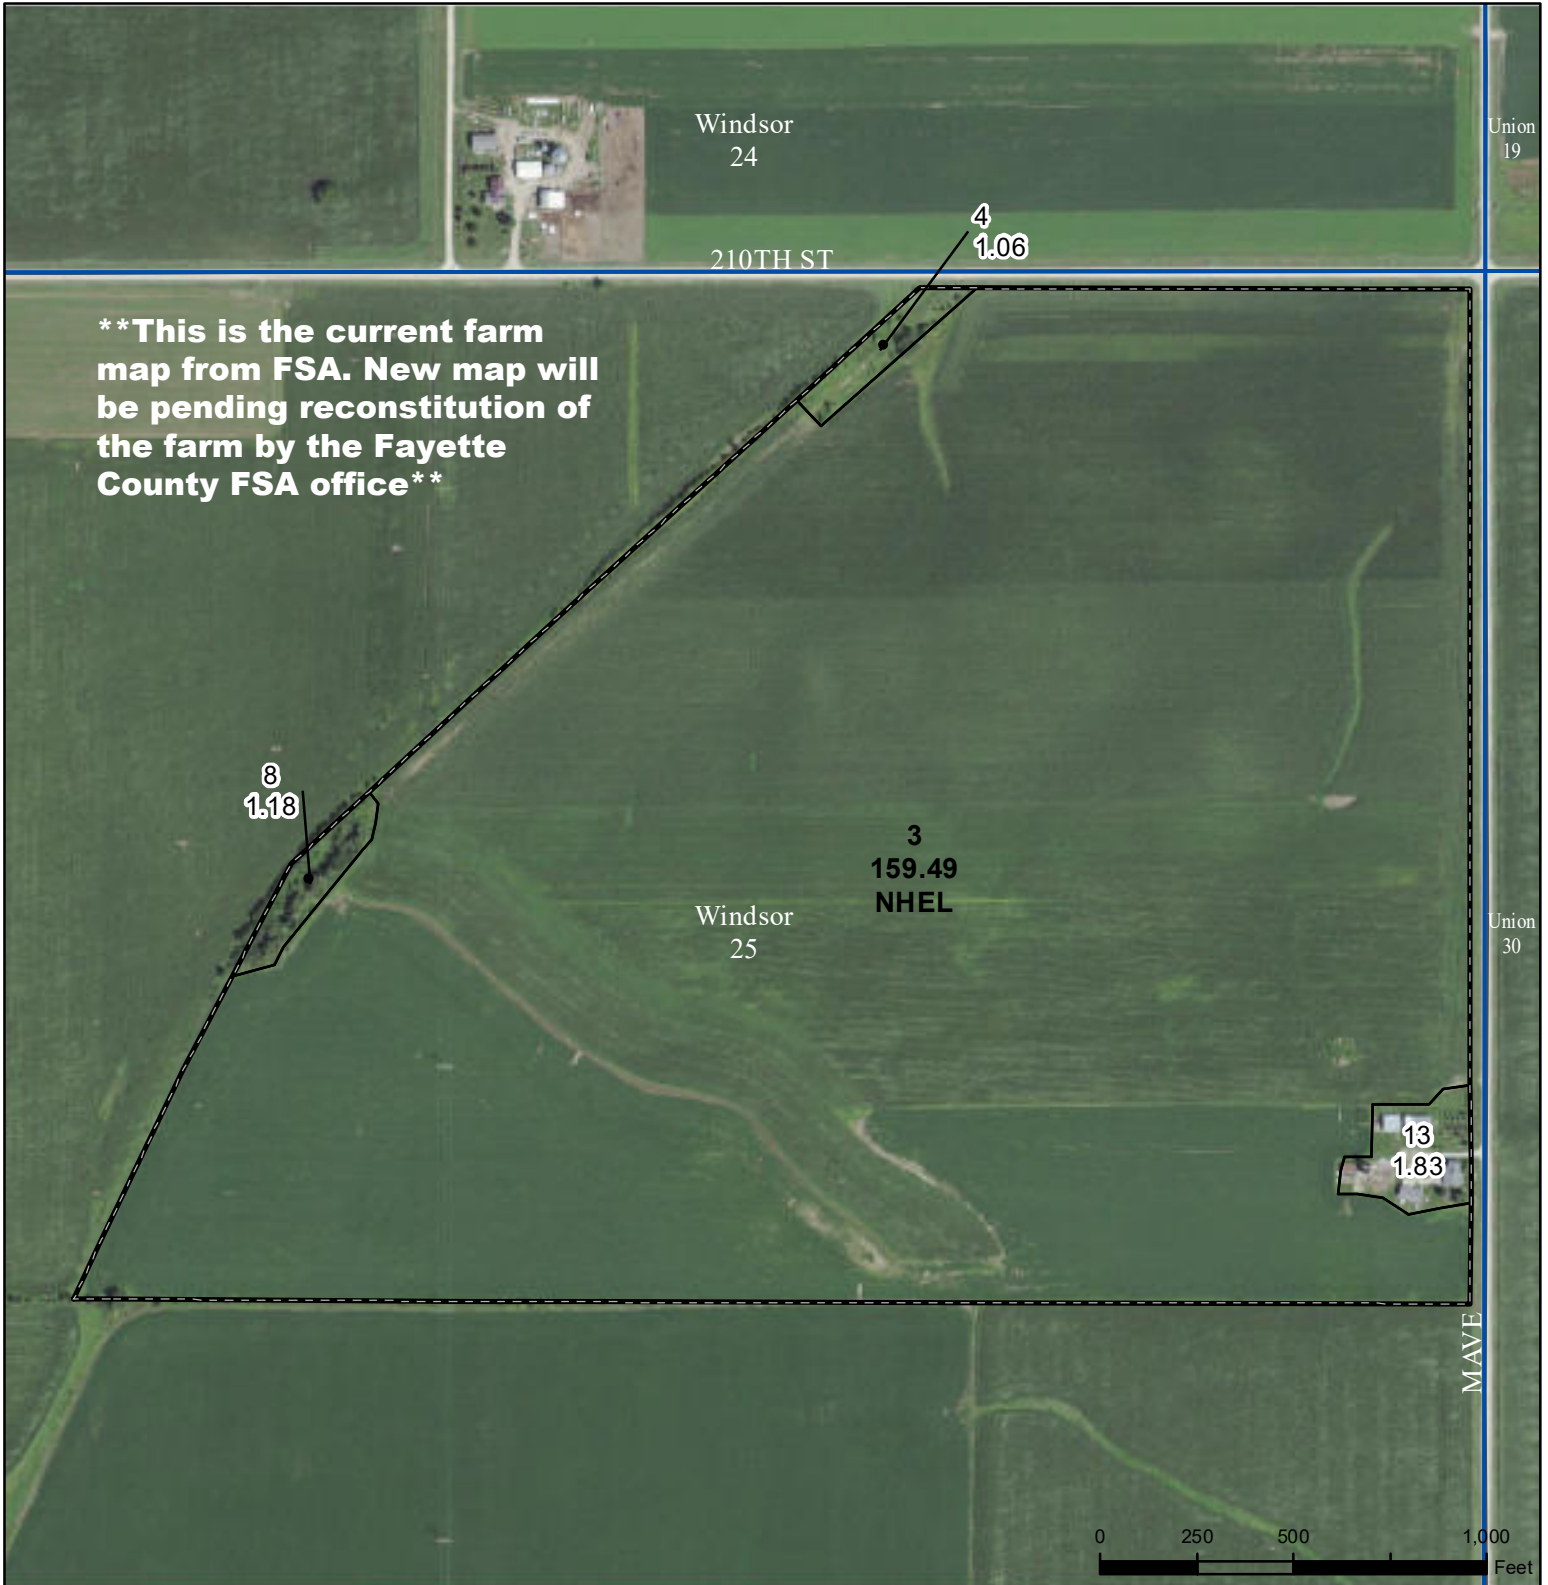 Windsor
24
Union
19
4
1.06
210TH ST
**This is the current farm
map from FSA. New map will
be pending reconstitution of
the farm by the Fayette
County FSA office**
8
1.18
3
159.49
NHEL
Windsor
25
Union
30
13
1.83
M AVE
0 250 500 1,000
Feet